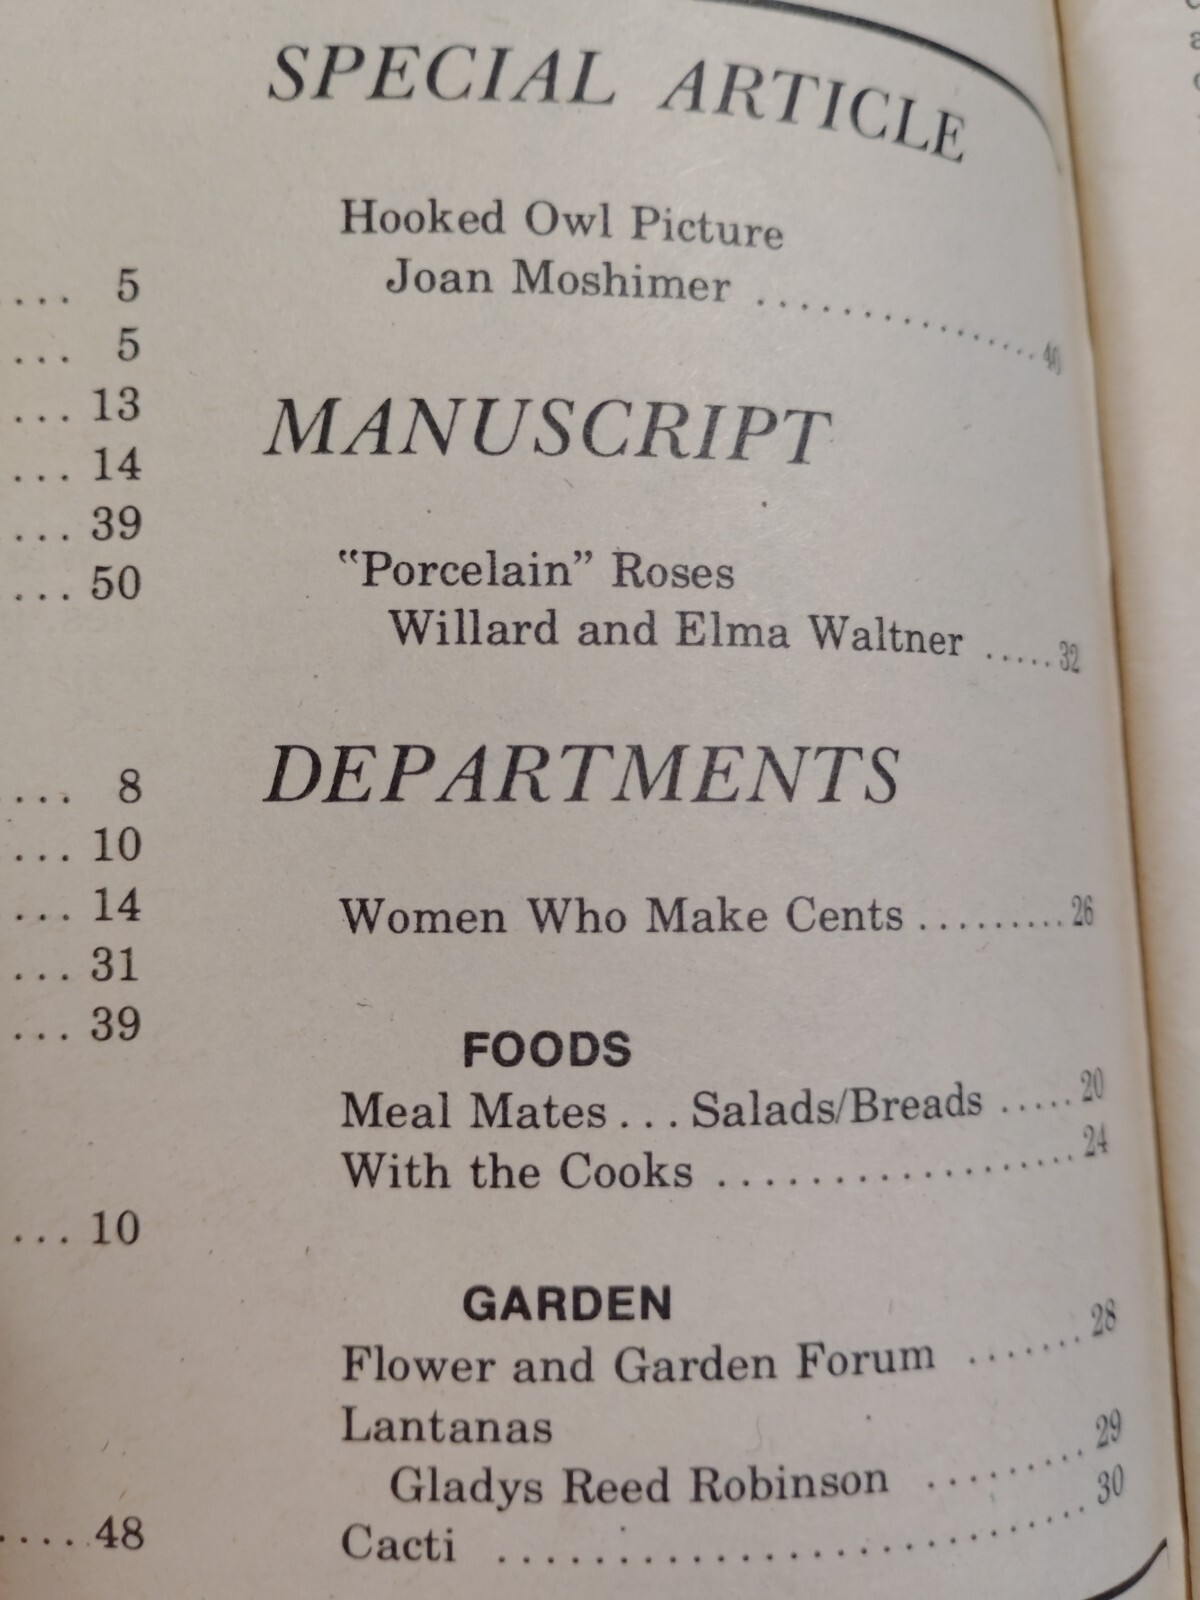 .... 5
.... 5
... 13
... 14
... 39
... 50
.... 8
... 10
... 14
... 31
... 39
... 10
.....48
SPECIAL ARTICLE
Hooked Owl Picture
Joan Moshimer ................40
MANUSCRIPT
"Porcelain" Roses
Willard and Elma Waltner .....32
DEPARTMENTS
Women Who Make Cents .........26
FOODS
Meal Mates... Salads/Breads .....20
With the Cooks ...................24
GARDEN
Flower and Garden Forum .......28
Lantanas
Gladys Reed Robinson .........29
Cacti .........................30